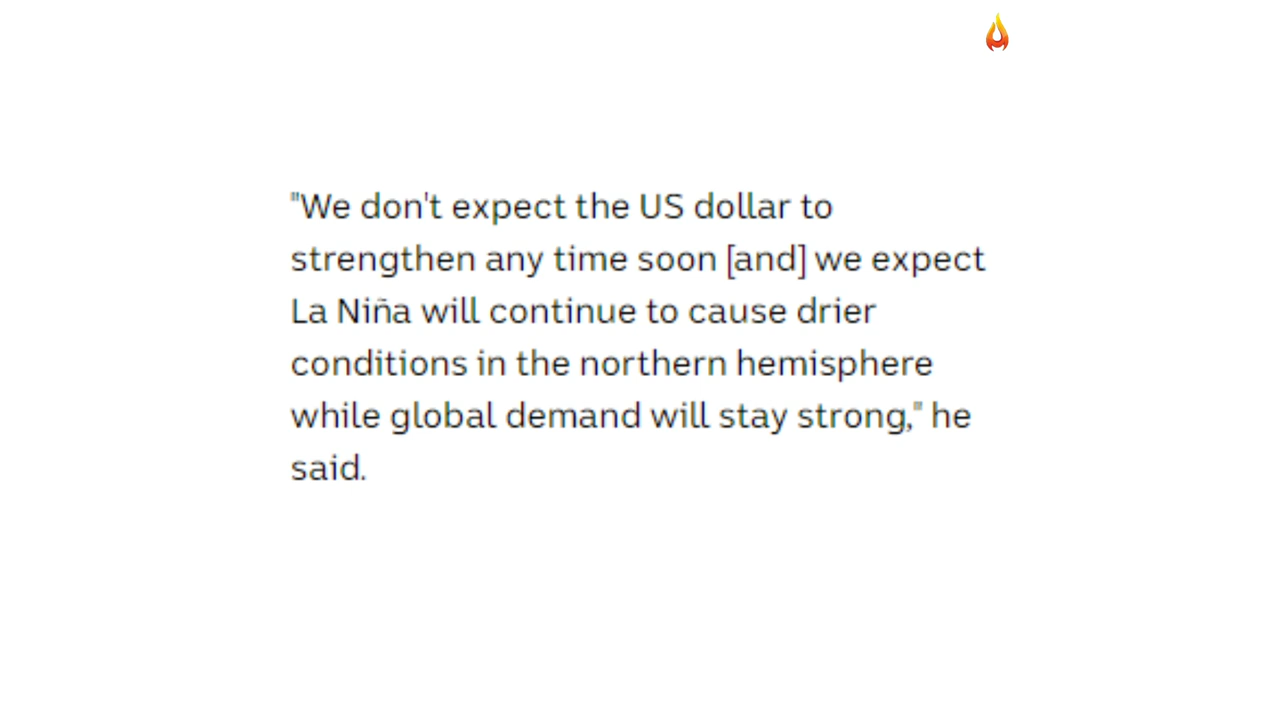 "We don't expect the US dollar to
strengthen any time soon [and] we expect
La Niña will continue to cause drier
conditions in the northern hemisphere
while global demand will stay strong," he
said.